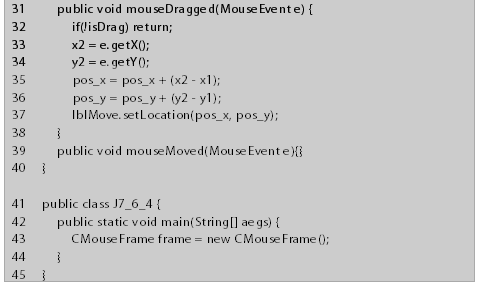 31 public void mouseDragged(MouseEvent e) {
32 if(!isDrag) return;
33 x2 = e.getX();
34 y2 = e.getY();
35 pos_x = pos_x + (x2 - x1);
36 pos_y = pos_y + (y2 - y1);
37 lblMove.setLocation(pos_x, pos_y);
38 }
39 public void mouseMoved(MouseEvent e){}
40 }
41 public class J7_6_4 {
42 public static void main(String[] aegs) {
43 CMouseFrame frame = new CMouseFrame();
44 }
45 }